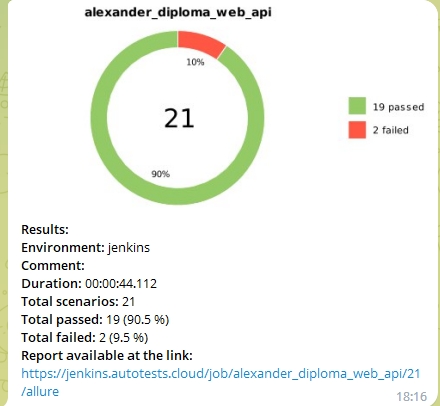 alexander_diploma_web_api
10%
21
19 passed
2 failed
90%
Results:
Environment: jenkins
Comment:
Duration: 00:00:44.112
Total scenarios: 21
Total passed: 19 (90.5 %)
Total failed: 2 (9.5 %)
Report available at the link:
https://jenkins.autotests.cloud/job/alexander_diploma_web_api/21
/allure
18:16